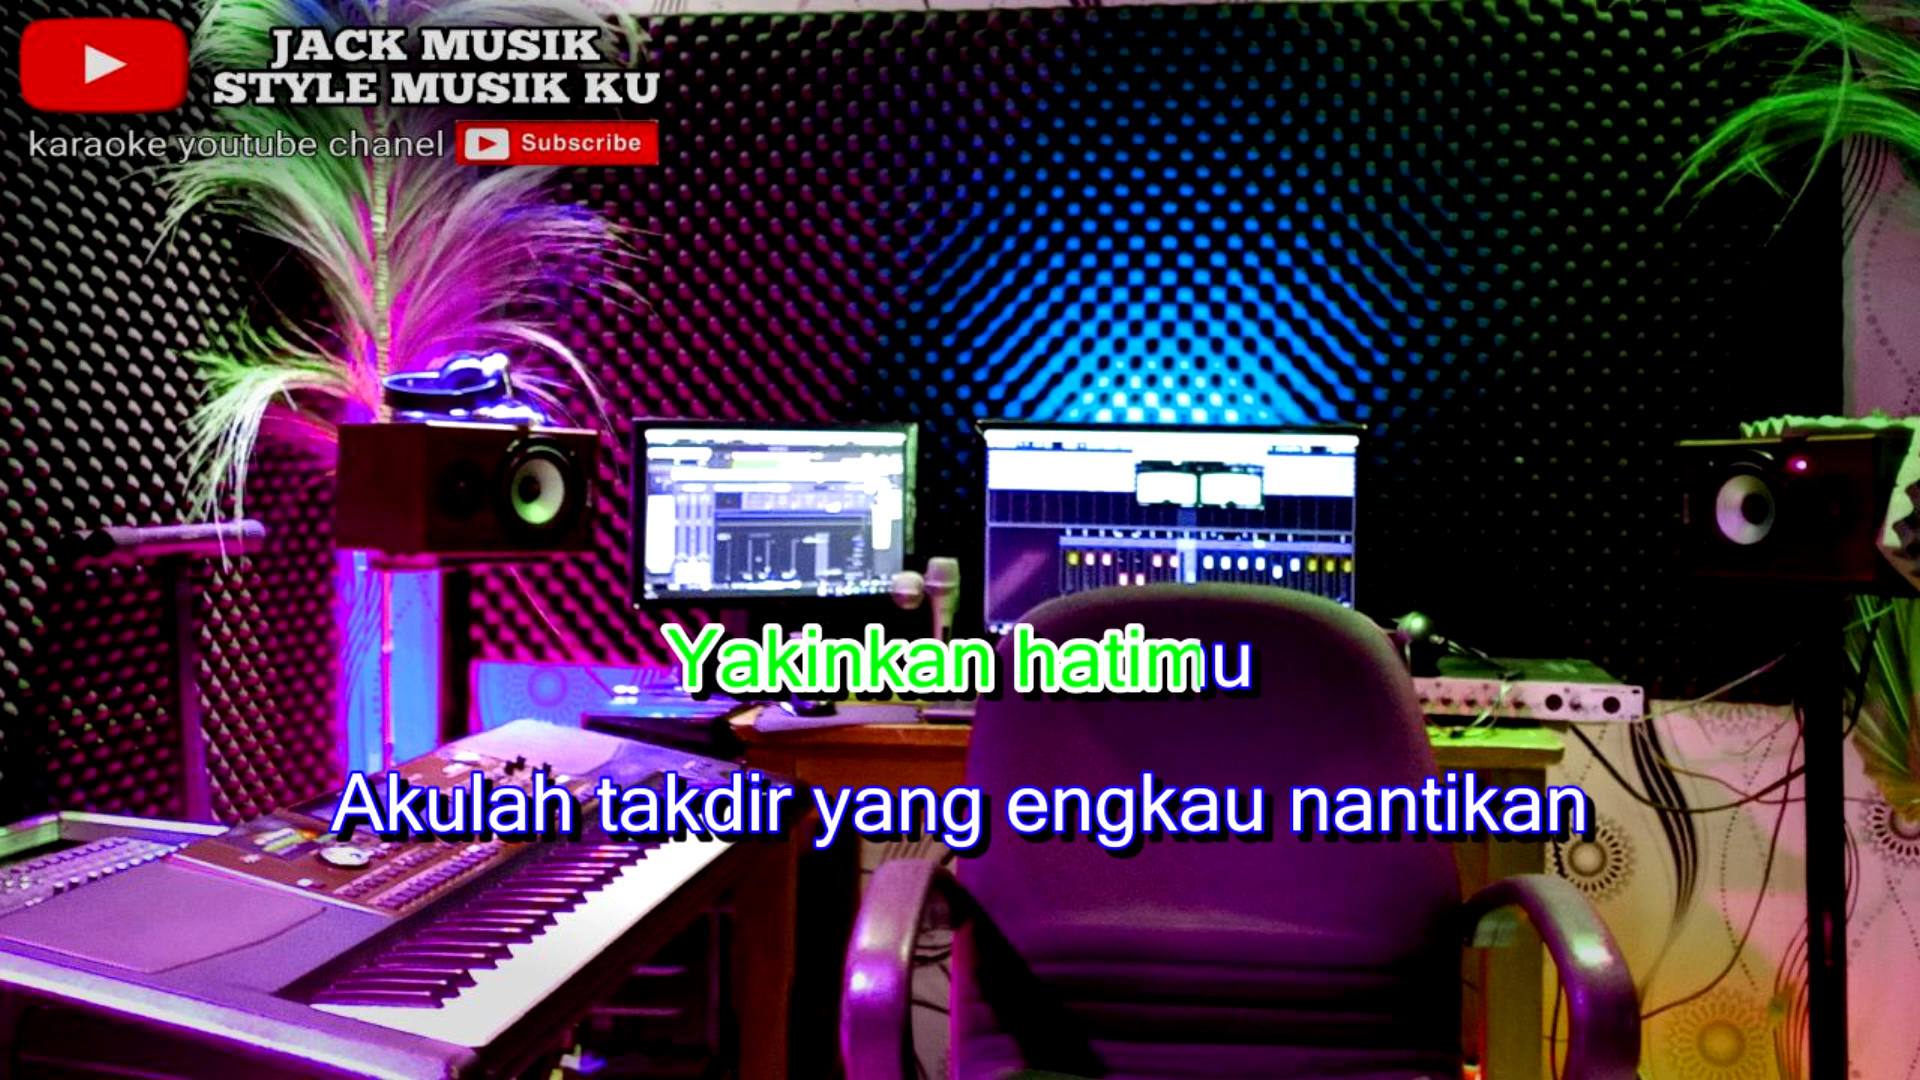 JACK MUSIK
STYLE MUSIK KU
karaoke youtube chanel
Subscribe
Yakinkan hatimu
Akulah takdir yang engkau nantikan